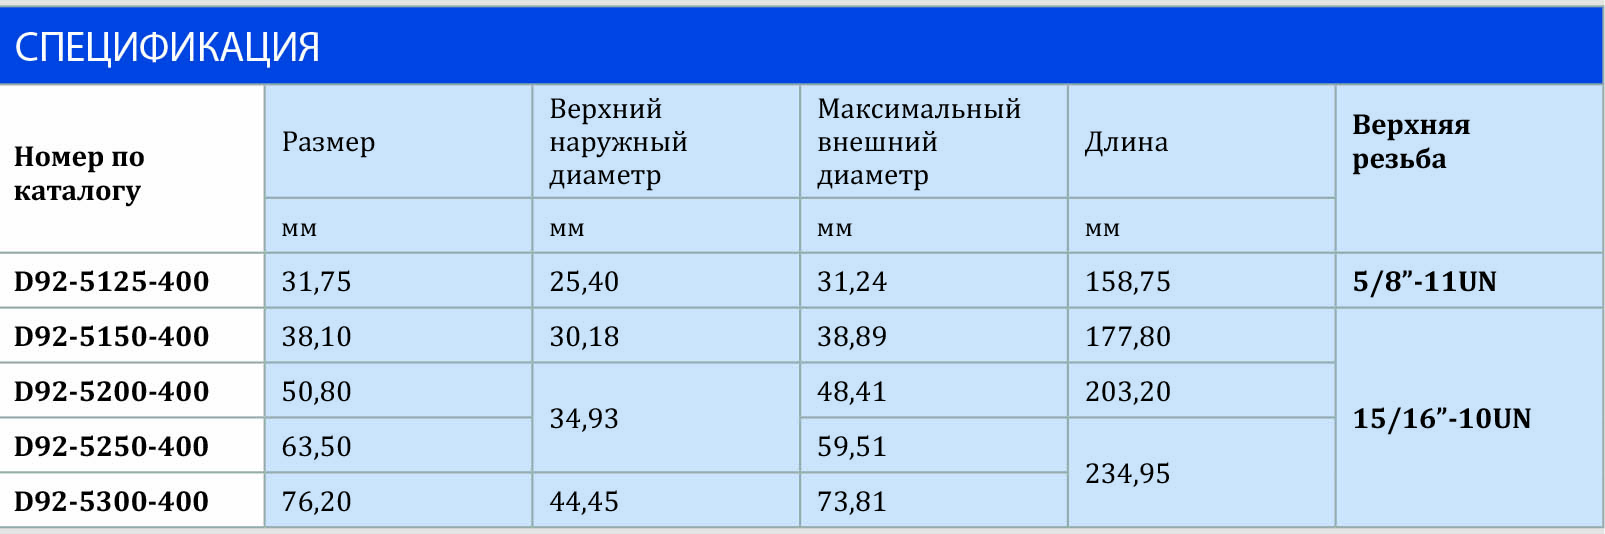 СПЕЦИФИКАЦИЯ
Номер по
каталогу
Размер
Верхний
наружный
диаметр
Максимальный
внешний
диаметр
Длина
Верхняя
резьба
мм мм мм мм
D92-5125-400 31,75 25,40 31,24 158,75 5/8”-11UN
D92-5150-400 38,10 30,18 38,89 177,80
D92-5200-400 50,80 48,41 203,20
34,93 15/16”-10UN
D92-5250-400 63,50 59,51
234,95
D92-5300-400 76,20 44,45 73,81